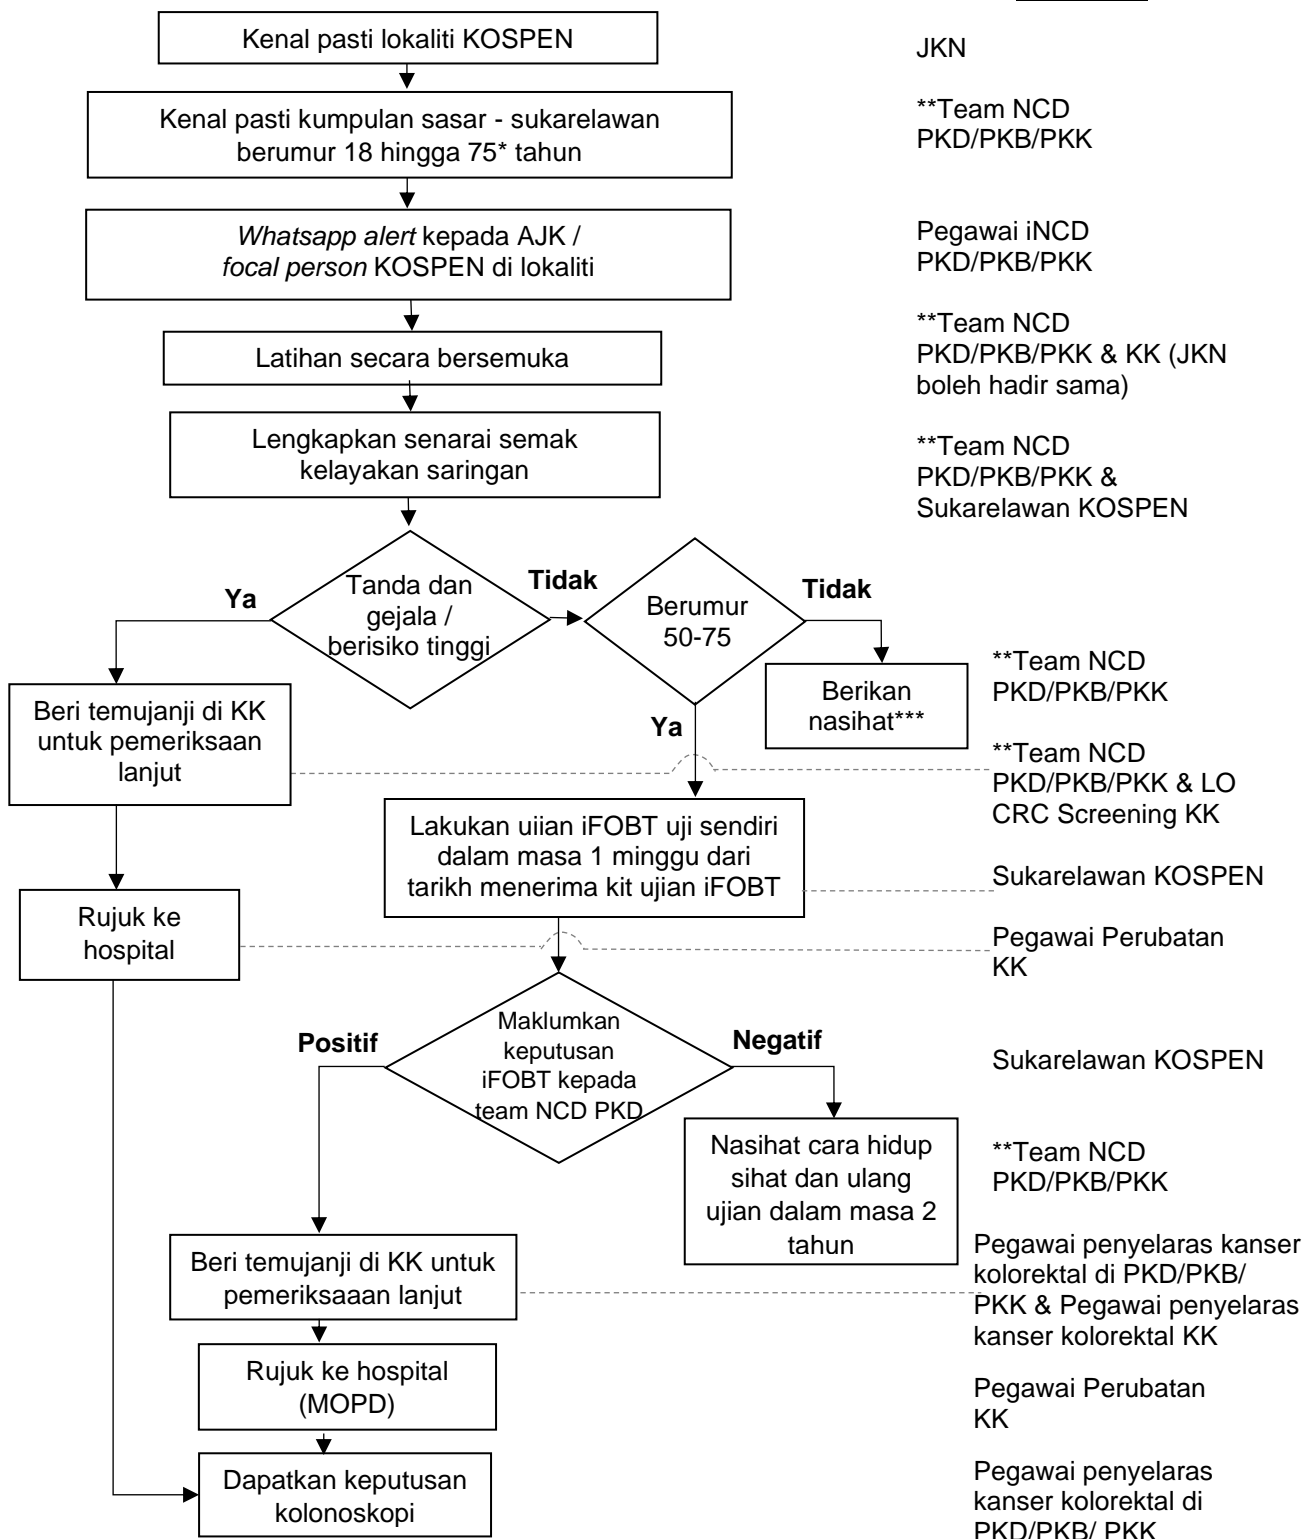 Kenal pasti lokaliti KOSPEN
JKN
Kenal pasti kumpulan sasar - sukarelawan
berumur 18 hingga 75* tahun
**Team NCD
PKD/PKB/PKK
Whatsapp alert kepada AJK /
focal person KOSPEN di lokaliti
Pegawai iNCD
PKD/PKB/PKK
Latihan secara bersemuka
**Team NCD
PKD/PKB/PKK & KK (JKN
boleh hadir sama)
Lengkapkan senarai semak
kelayakan saringan
**Team NCD
PKD/PKB/PKK &
Sukarelawan KOSPEN
Tanda dan
gejala /
berisiko tinggi
Ya
Tidak
Berumur
50-75
Tidak
Ya
Berikan
nasihat***
**Team NCD
PKD/PKB/PKK
Beri temujanji di KK
untuk pemeriksaan
lanjut
**Team NCD
PKD/PKB/PKK & LO
CRC Screening KK
Lakukan uiian iFOBT uji sendiri
dalam masa 1 minggu dari
tarikh menerima kit ujian iFOBT
Sukarelawan KOSPEN
Rujuk ke
hospital
Pegawai Perubatan
KK
Maklumkan
keputusan
iFOBT kepada
team NCD PKD
Positif
Negatif
Sukarelawan KOSPEN
Nasihat cara hidup
sihat dan ulang
ujian dalam masa 2
tahun
**Team NCD
PKD/PKB/PKK
Beri temujanji di KK untuk
pemeriksaaan lanjut
Pegawai penyelaras kanser
kolorektal di PKD/PKB/
PKK & Pegawai penyelaras
kanser kolorektal KK
Rujuk ke hospital
(MOPD)
Pegawai Perubatan
KK
Dapatkan keputusan
kolonoskopi
Pegawai penyelaras
kanser kolorektal di
PKD/PKB/ PKK